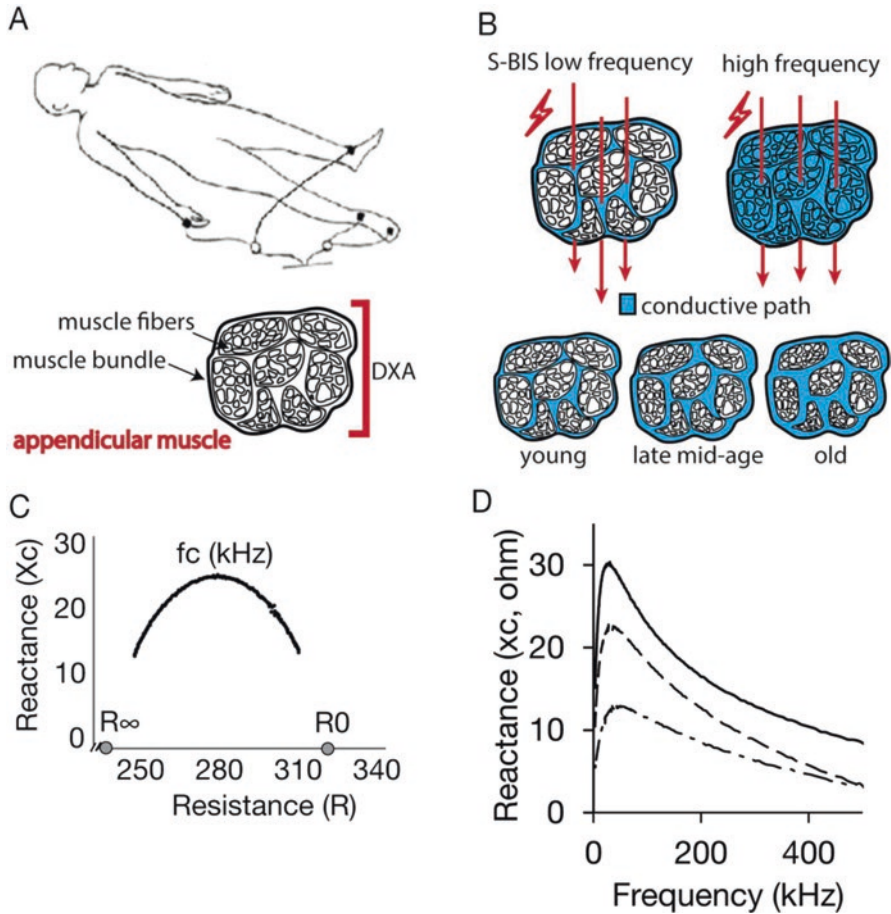 A
muscle fibers
muscle bundle
DXA
appendicular muscle
B
S-BIS low frequency
high frequency
conductive path
young
late mid-age
old
C
30
fc (kHz)
20
10
0
Reactance (Xc)
R∞
R0
250
280
310
340
Resistance (R)
D
30
20
10
0
Reactance (xc, ohm)
0
200
400
Frequency (kHz)